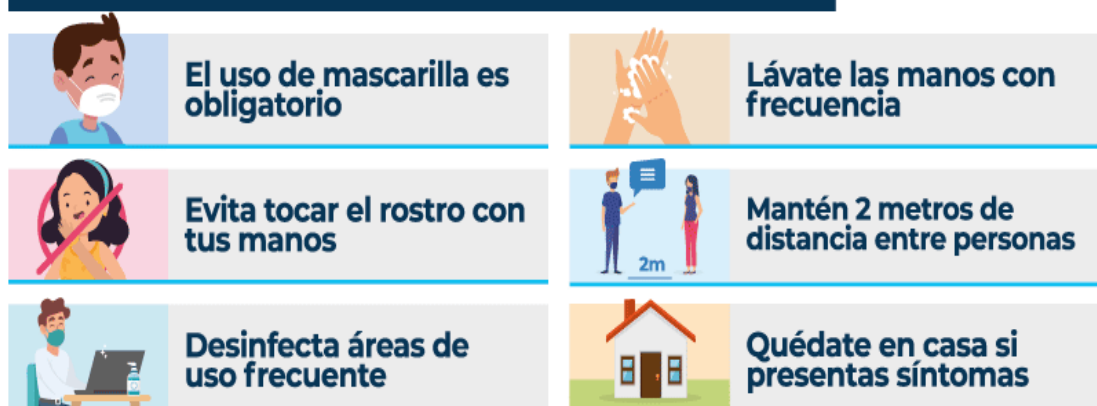 El uso de mascarilla es
obligatorio
Lávate las manos con
frecuencia
Evita tocar el rostro con
tus manos
2m
Mantén 2 metros de
distancia entre personas
Desinfecta áreas de
uso frecuente
Quédate en casa si
presentas síntomas